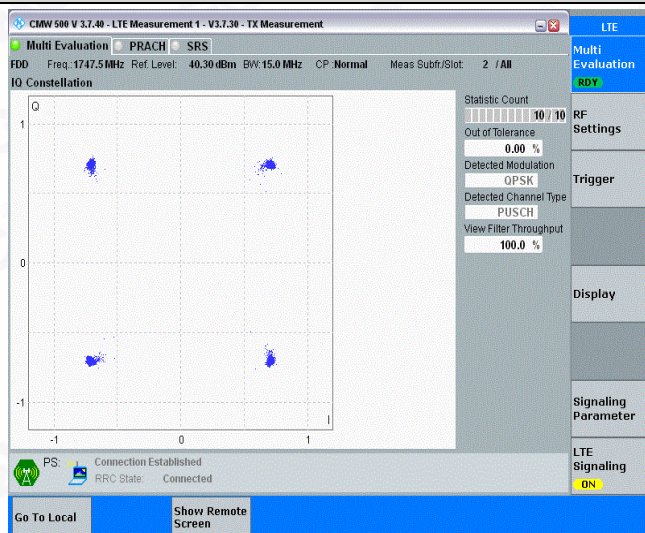 CMW 500 V 3.7.40 - LTE Measurement 1 - V3.7.30 - TX Measurement
LTE
Multi Evaluation PRACH SRS
Multi Evaluation
RDY
FDD Freq.: 1747.5 MHz Ref. Level: 40.30 dBm BW: 15.0 MHz CP :Normal Meas Subfr./Slot: 2 / All
IQ Constellation
Q
1
0
-1
-1 0 1
I
Statistic Count
10 / 10
Out of Tolerance
0.00 %
Detected Modulation
QPSK
Detected Channel Type
PUSCH
View Filter Throughput
100.0 %
RF Settings
Trigger
Display
Signaling Parameter
LTE Signaling
ON
PS: Connection Established
RRC State: Connected
Go To Local
Show Remote Screen